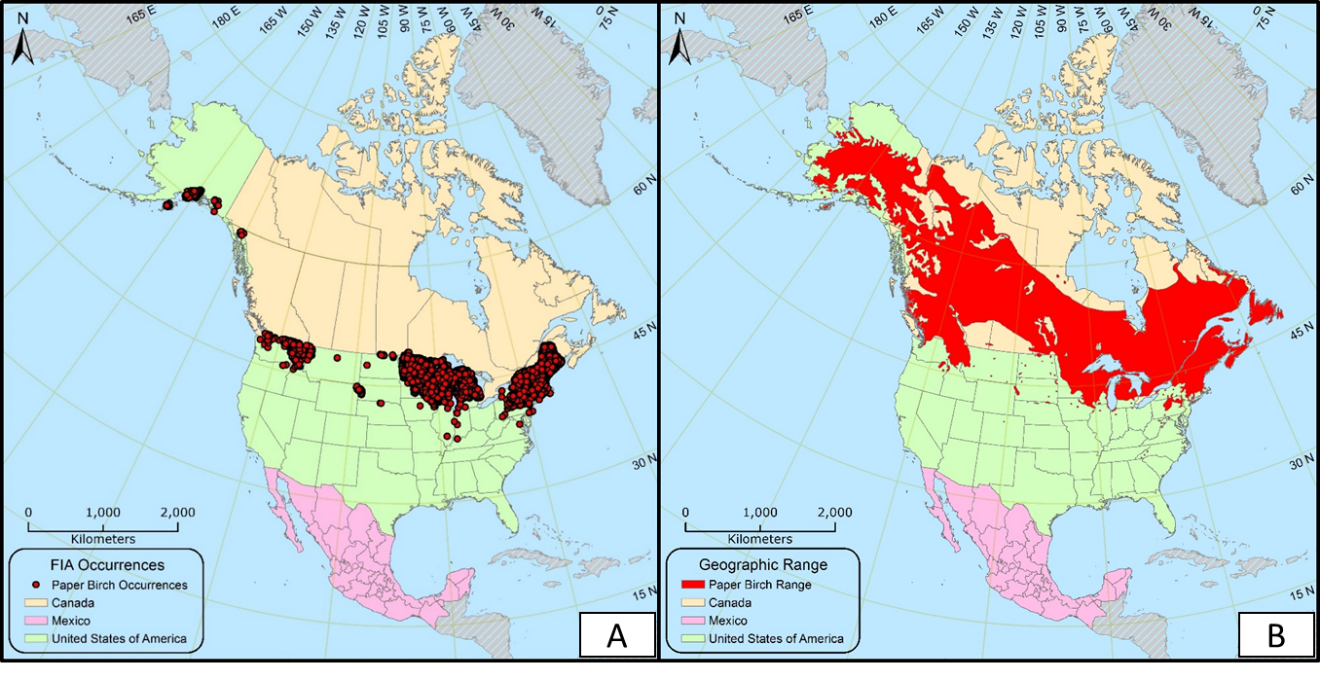 N
165 E
180 E
165 W
150 W
135 W
120 W
105 W
90 W
75 W
60 W
45 W
30 W
15 W
0 N
75 N
60 N
45 N
30 N
15 N
0 1,000 2,000
Kilometers
FIA Occurrences
Paper Birch Occurrences
Canada
Mexico
United States of America
A
N
165 E
180 E
165 W
150 W
135 W
120 W
105 W
90 W
75 W
60 W
45 W
30 W
15 W
0 N
75 N
60 N
45 N
30 N
15 N
0 1,000 2,000
Kilometers
Geographic Range
Paper Birch Range
Canada
Mexico
United States of America
B